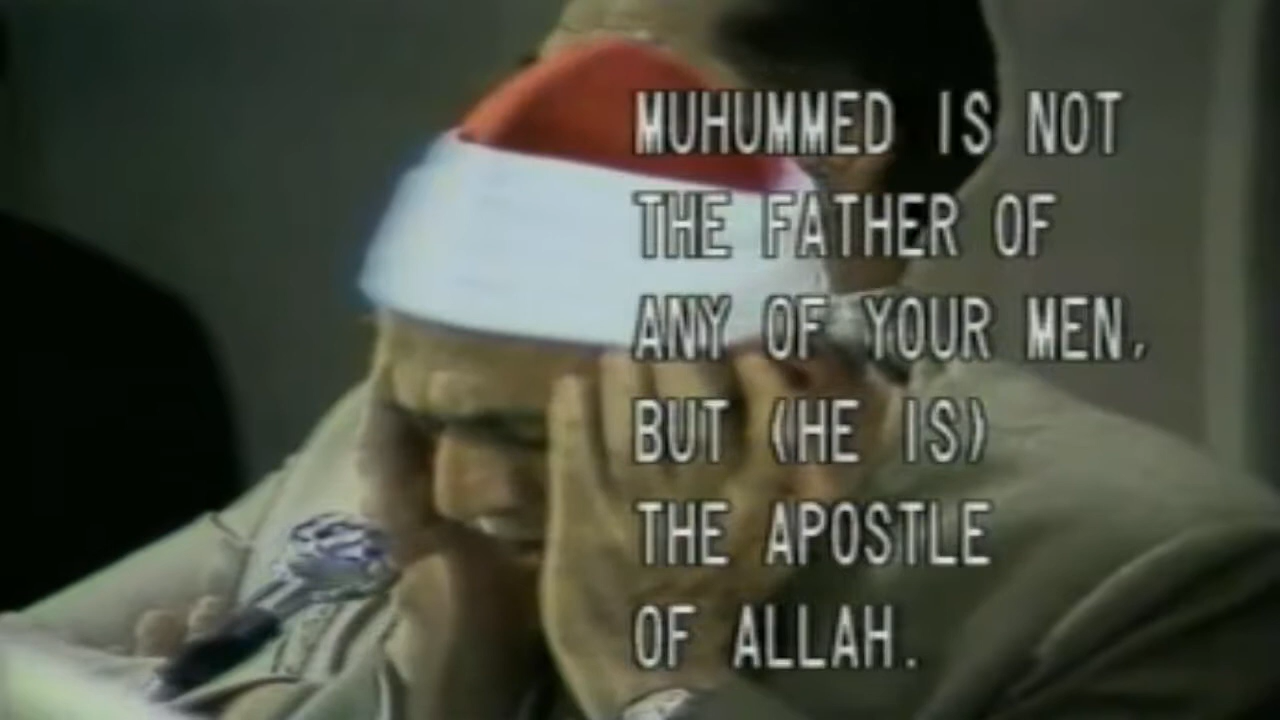 MUHUMMED IS NOT
THE FATHER OF
ANY OF YOUR MEN,
BUT (HE IS)
THE APOSTLE
OF ALLAH.